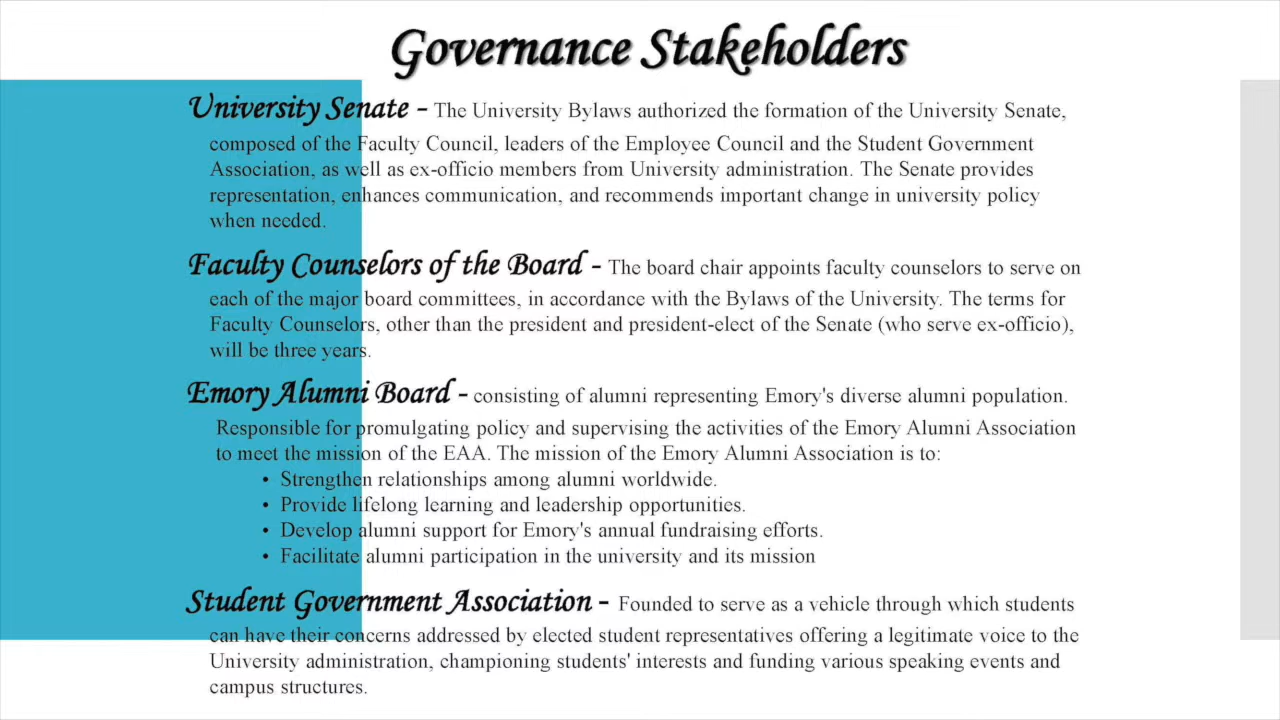 Governance Stakeholders
University Senate - The University Bylaws authorized the formation of the University Senate,
composed of the Faculty Council, leaders of the Employee Council and the Student Government
Association, as well as ex-officio members from University administration. The Senate provides
representation, enhances communication, and recommends important change in university policy
when needed.
Faculty Counselors of the Board - The board chair appoints faculty counselors to serve on
each of the major board committees, in accordance with the Bylaws of the University. The terms for
Faculty Counselors, other than the president and president-elect of the Senate (who serve ex-officio),
will be three years.
Emory Alumni Board - consisting of alumni representing Emory's diverse alumni population.
Responsible for promulgating policy and supervising the activities of the Emory Alumni Association
to meet the mission of the EAA. The mission of the Emory Alumni Association is to:
• Strengthen relationships among alumni worldwide.
• Provide lifelong learning and leadership opportunities.
• Develop alumni support for Emory's annual fundraising efforts.
• Facilitate alumni participation in the university and its mission
Student Government Association - Founded to serve as a vehicle through which students
can have their concerns addressed by elected student representatives offering a legitimate voice to the
University administration, championing students' interests and funding various speaking events and
campus structures.